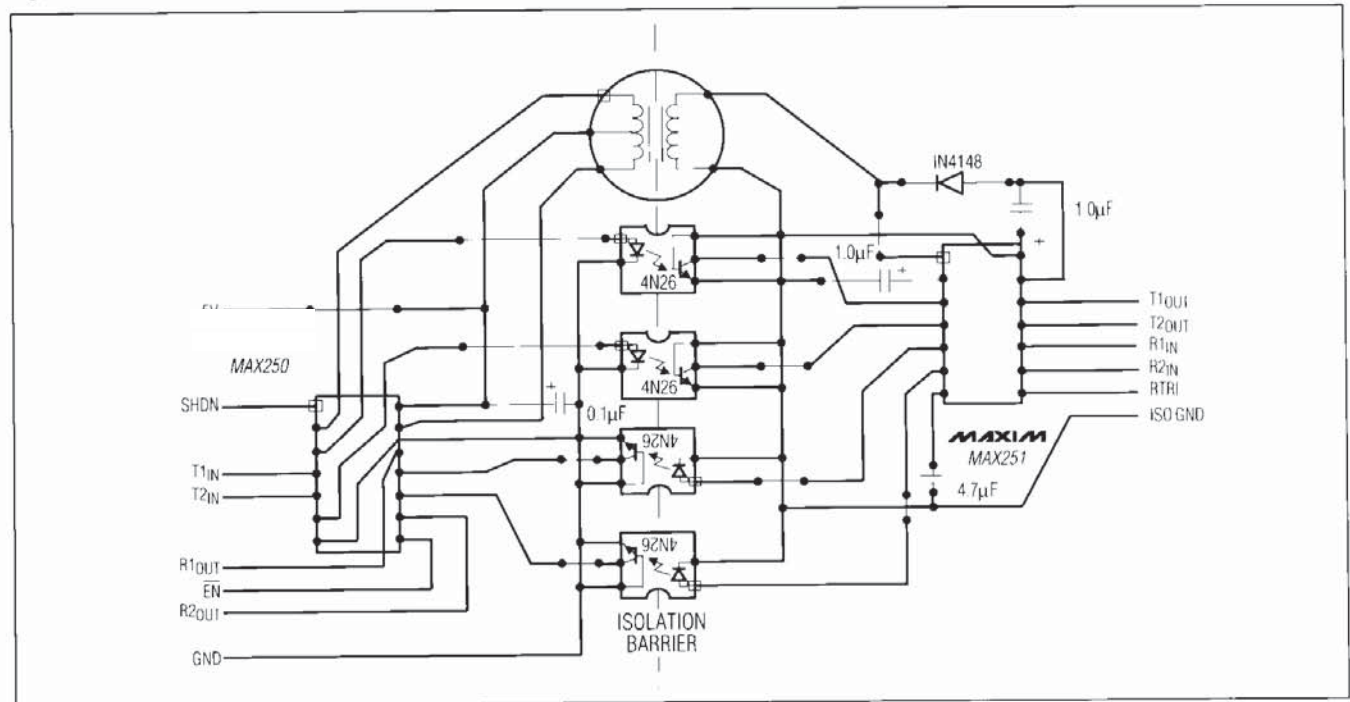 IN4148
1.0µF
1.0µF
+
+
4N26
T1OUT
T2OUT
R1IN
R2IN
RTRI
ISO GND
MAX250
4N26
SHDN
+
0.1µF
4N26
MAXIM
MAX251
T1IN
T2IN
4.7µF
4N26
R1OUT
EN
R2OUT
ISOLATION
BARRIER
GND